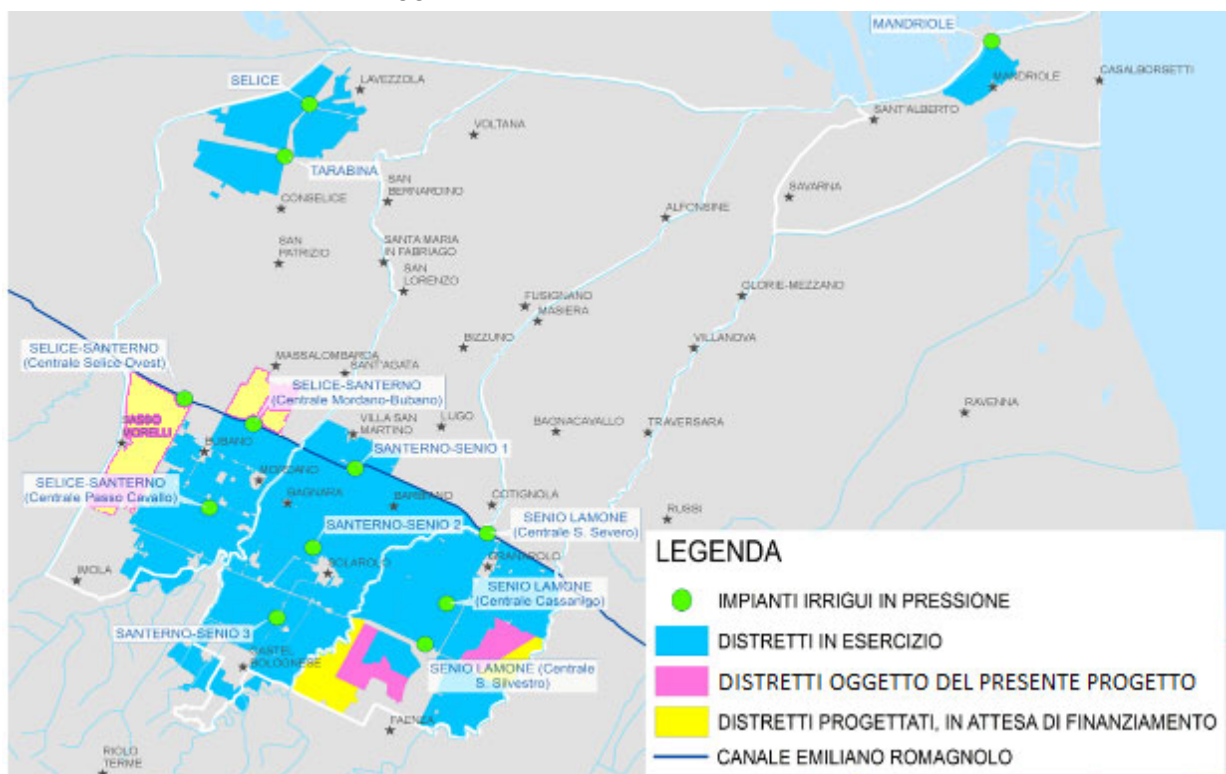 MANDRIOLE
SELICE
LAVEZZOLA
MANDRIOLE
CASALBORSETTI
SANT'ALBERTO
VOLTANA
TARABINA
SAN
BERNARDINO
SAVARNA
CONSELICE
ALFONSINE
SAN
PATRIZIO
SANTA MARIA
IN FABRIAGO
SAN
LORENZO
GLORIE-MEZZANO
FUSIGNANO
MASIERA
SELICE-SANTERNO
(Centrale Selice-Ovest)
BIZZUNO
VILLANOVA
MASSALOMBARDA
SANT'AGATA
SELICE-SANTERNO
(Centrale Mordano-Bubano)
RAVENNA
SASSO
MORELLI
VILLA SAN
MARTINO
LUGO
BAGNACAVALLO
TRAVERSARA
BUBANO
SANTERNO-SENIO 1
MORDANO
SELICE-SANTERNO
(Centrale Passo Cavallo)
BAGNARA
BARBIANO
COTIGNOLA
RUSSI
SANTERNO-SENIO 2
SENIO LAMONE
(Centrale S. Severo)
GRANAROLO
SOLAROLO
IMOLA
SENIO LAMONE
(Centrale Cassanigo)
SANTERNO-SENIO 3
CASTEL
BOLOGNESE
SENIO LAMONE (Centrale
S. Silvestro)
FAENZA
RIOLO
TERME
LEGENDA
IMPIANTI IRRIGUI IN PRESSIONE
DISTRETTI IN ESERCIZIO
DISTRETTI OGGETTO DEL PRESENTE PROGETTO
DISTRETTI PROGETTATI, IN ATTESA DI FINANZIAMENTO
CANALE EMILIANO ROMAGNOLO